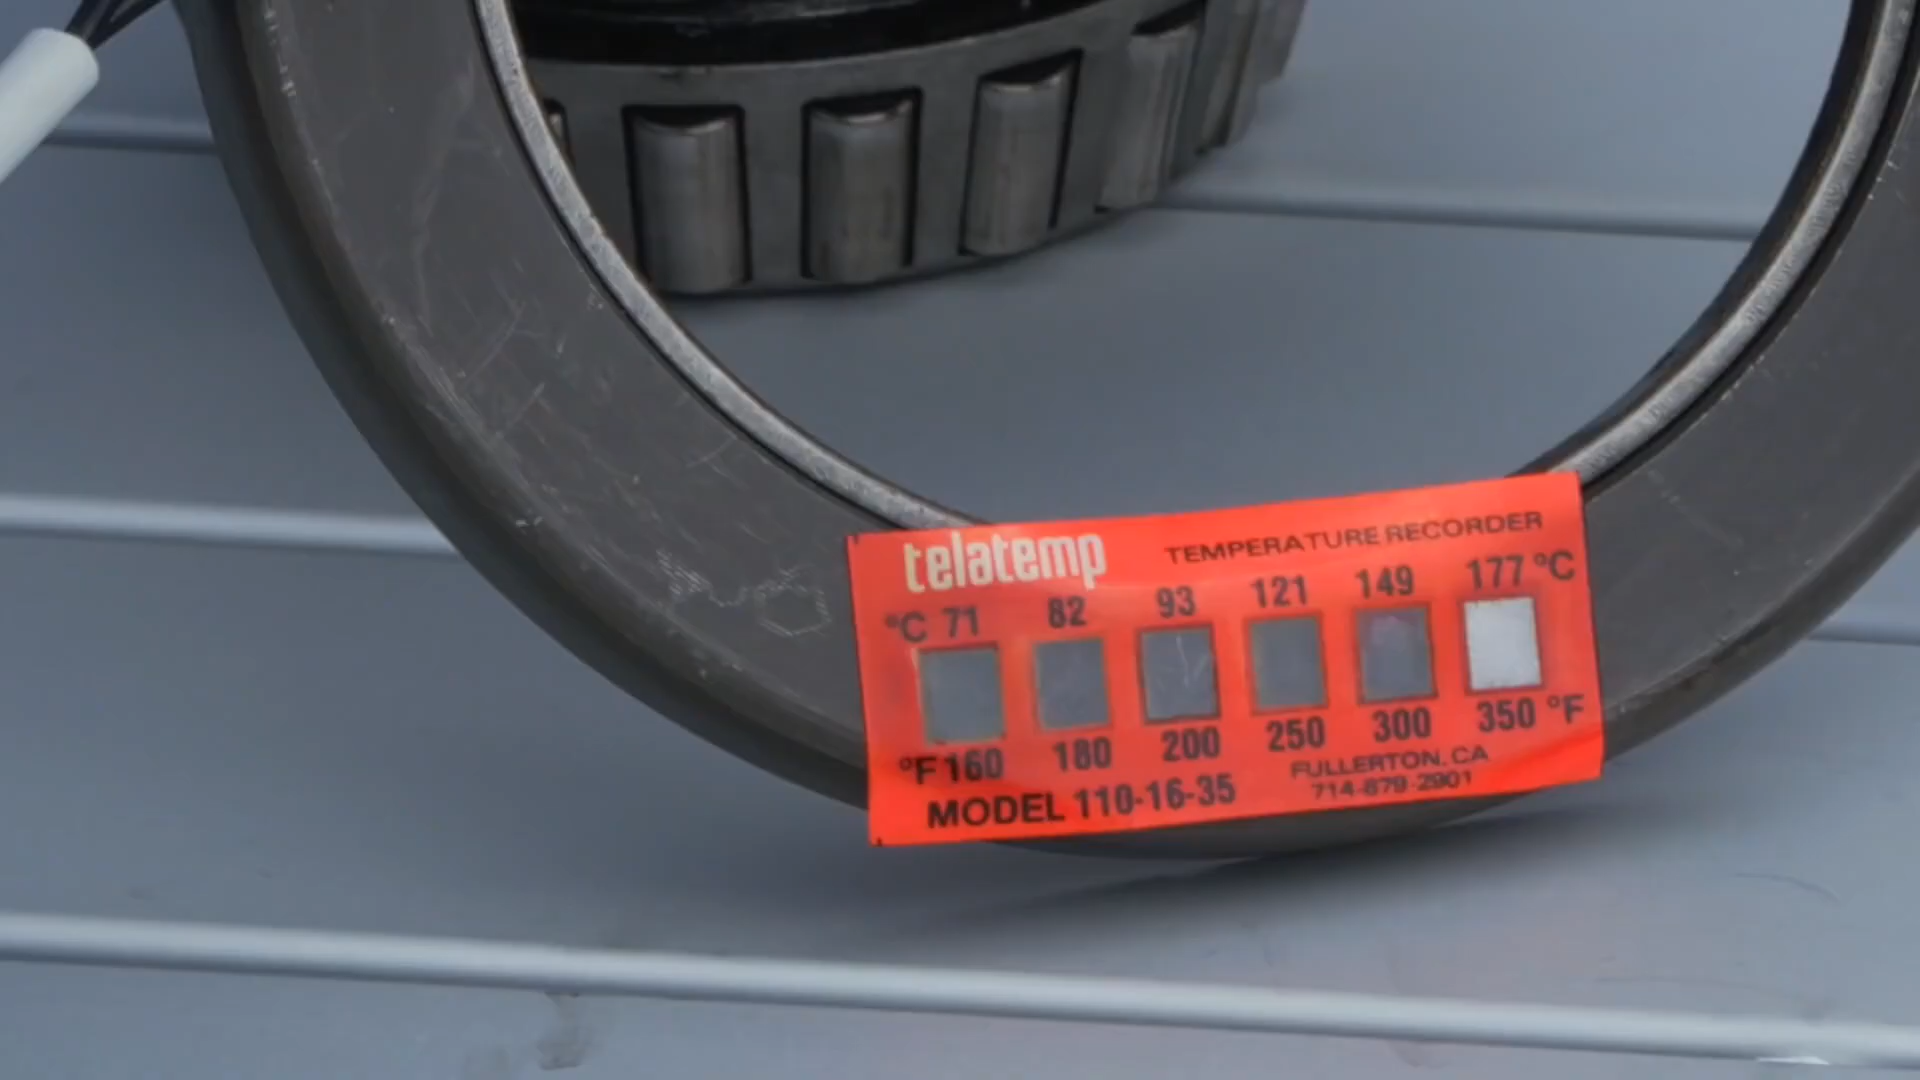 telatemp TEMPERATURE RECORDER
°C 71 82 93 121 149 177 °C
°F 160 180 200 250 300 350 °F
MODEL 110-16-35
FULLERTON, CA
714-879-2901